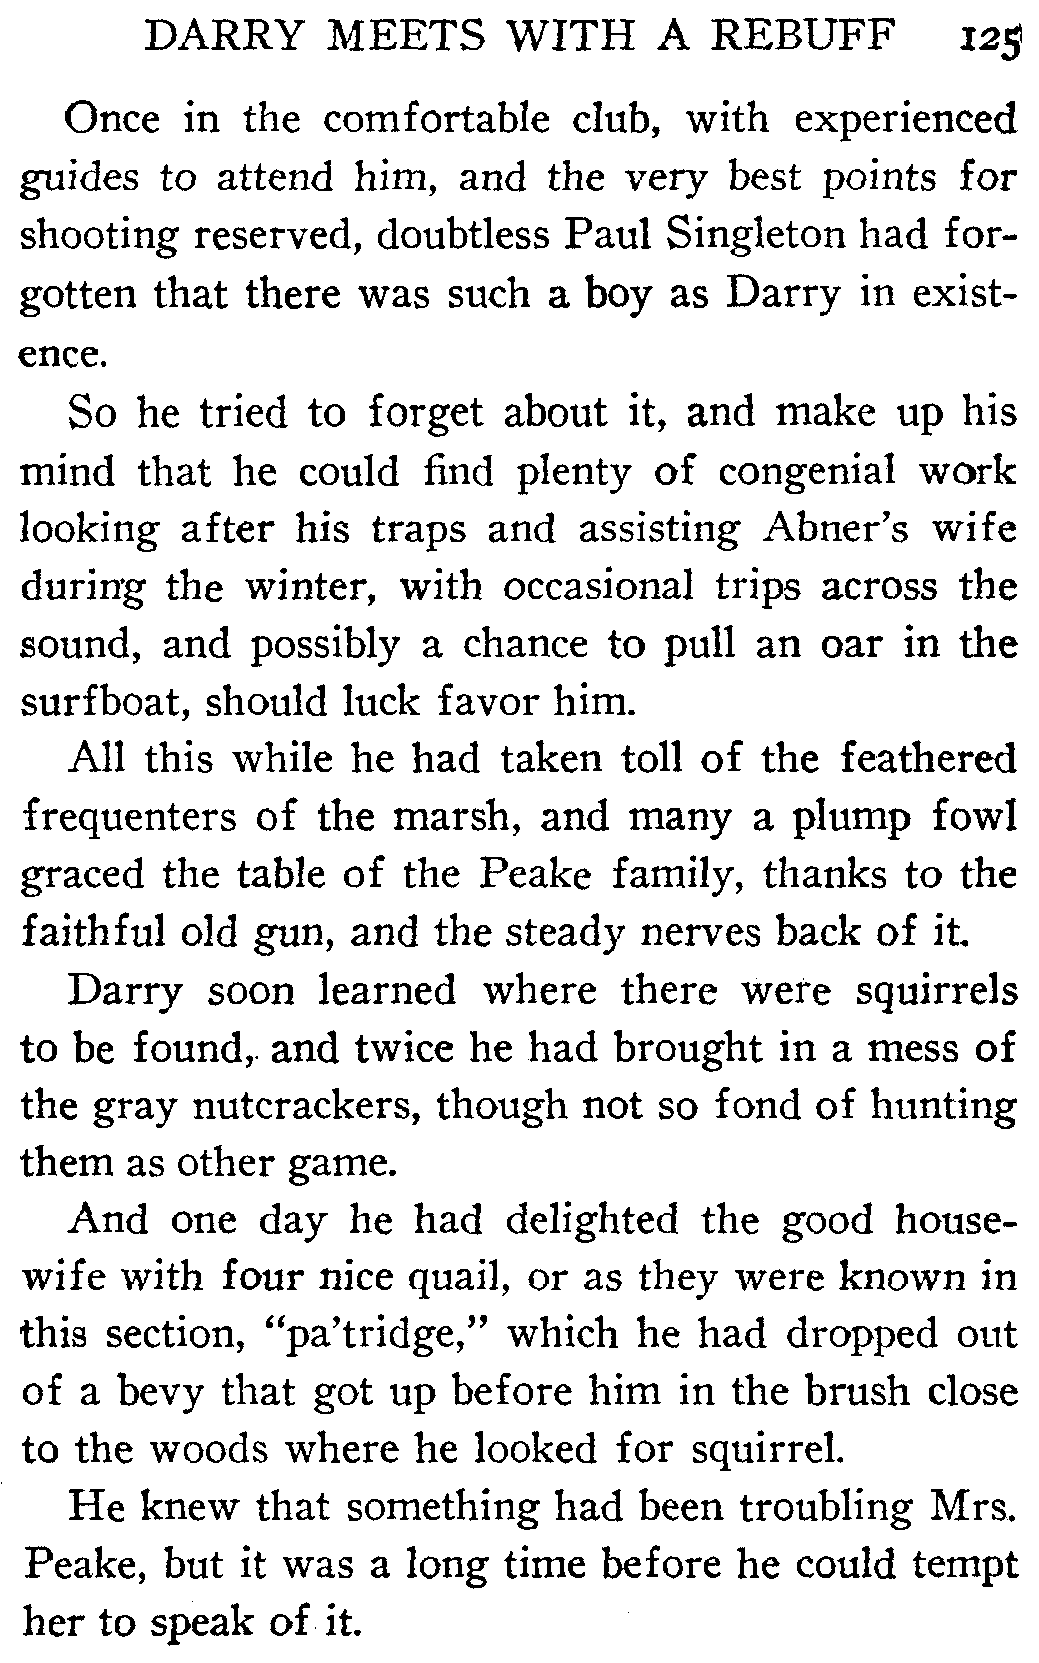 DARRY MEETS WITH A REBUFF 125
Once in the comfortable club, with experienced
guides to attend him, and the very best points for
shooting reserved, doubtless Paul Singleton had for-
gotten that there was such a boy as Darry in exist-
ence.
So he tried to forget about it, and make up his
mind that he could find plenty of congenial work
looking after his traps and assisting Abner's wife
during the winter, with occasional trips across the
sound, and possibly a chance to pull an oar in the
surfboat, should luck favor him.
All this while he had taken toll of the feathered
frequenters of the marsh, and many a plump fowl
graced the table of the Peake family, thanks to the
faithful old gun, and the steady nerves back of it.
Darry soon learned where there were squirrels
to be found, and twice he had brought in a mess of
the gray nutcrackers, though not so fond of hunting
them as other game.
And one day he had delighted the good house-
wife with four nice quail, or as they were known in
this section, “pa’tridge,” which he had dropped out
of a bevy that got up before him in the brush close
to the woods where he looked for squirrel.
He knew that something had been troubling Mrs.
Peake, but it was a long time before he could tempt
her to speak of it.